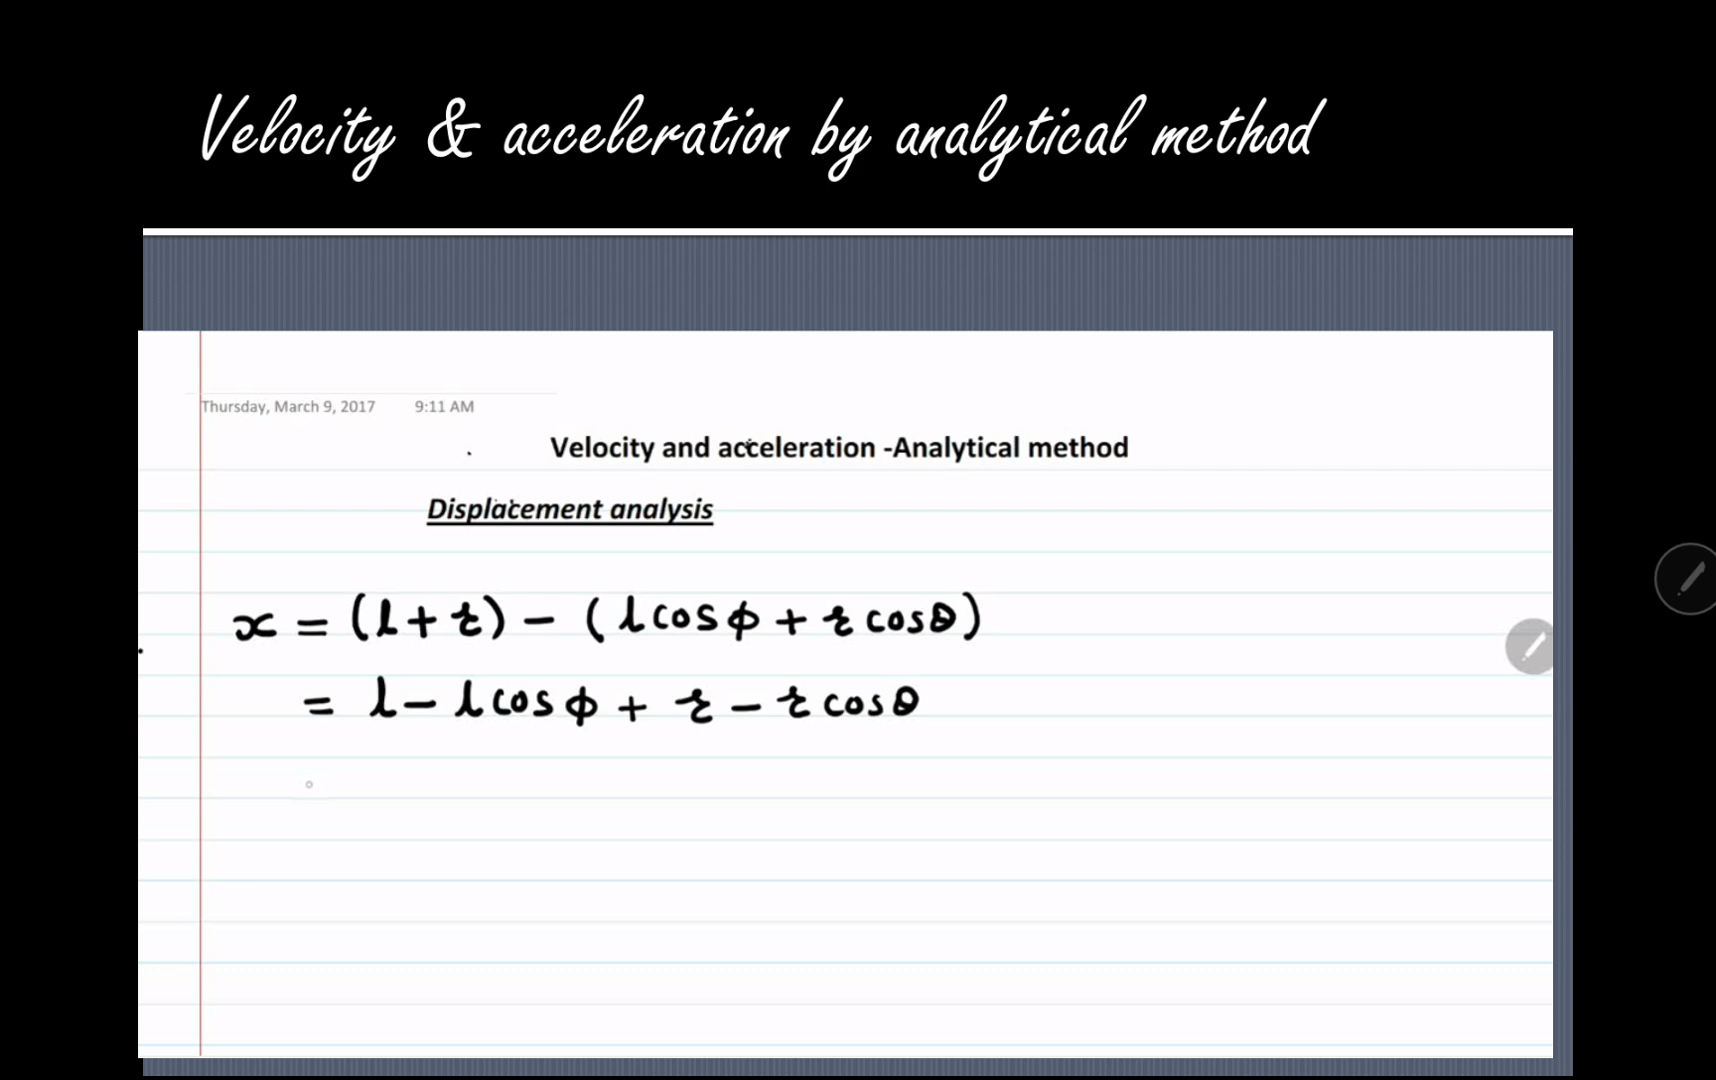 Velocity & acceleration by analytical method
Thursday, March 9, 2017 9:11 AM
Velocity and acceleration -Analytical method
Displacement analysis
x = (l + r) - (l cos ϕ + r cos θ)
= l - l cos ϕ + r - r cos θ